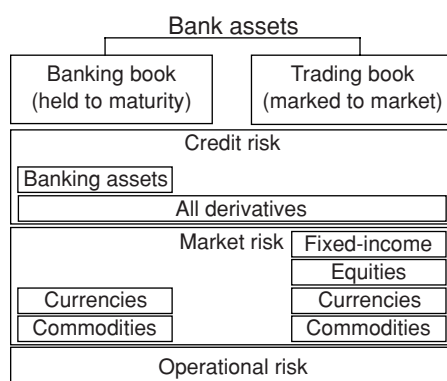 Bank assets
Banking book
(held to maturity)
Trading book
(marked to market)
Credit risk
Banking assets
All derivatives
Market risk
Fixed-income
Equities
Currencies
Currencies
Commodities
Commodities
Operational risk